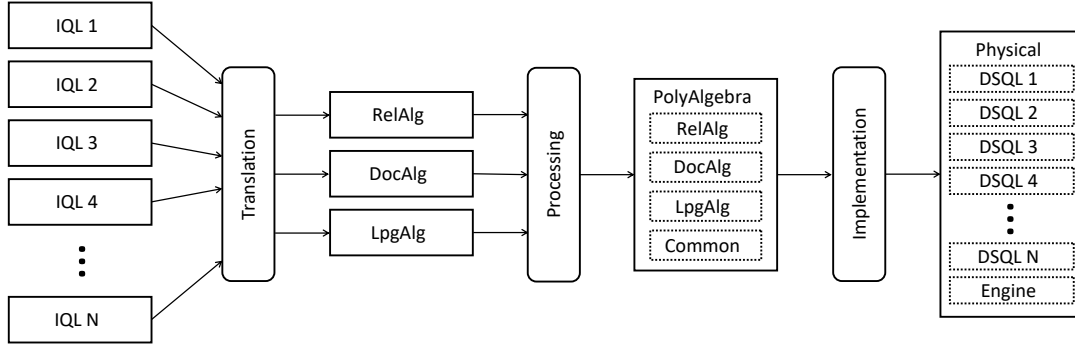 IQL 1
IQL 2
IQL 3
IQL 4
IQL N
Translation
RelAlg
DocAlg
LpgAlg
Processing
PolyAlgebra
RelAlg
DocAlg
LpgAlg
Common
Implementation
Physical
DSQL 1
DSQL 2
DSQL 3
DSQL 4
DSQL N
Engine